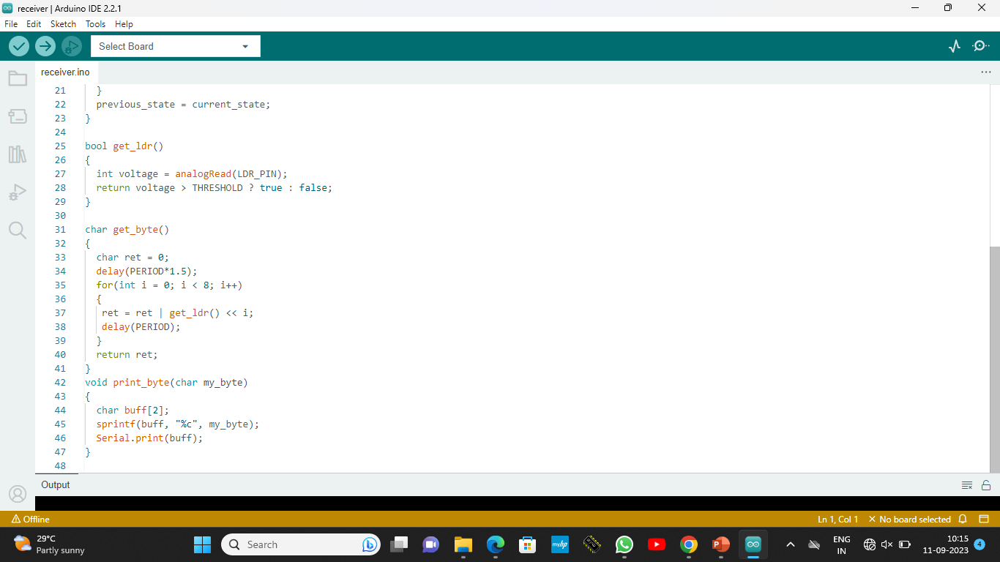 receiver | Arduino IDE 2.2.1
File Edit Sketch Tools Help
Select Board
receiver.ino
21 }
22 previous_state = current_state;
23 }
24
25 bool get_ldr()
26 {
27 int voltage = analogRead(LDR_PIN);
28 return voltage > THRESHOLD ? true : false;
29 }
30
31 char get_byte()
32 {
33 char ret = 0;
34 delay(PERIOD*1.5);
35 for(int i = 0; i < 8; i++)
36 {
37 ret = ret | get_ldr() << i;
38 delay(PERIOD);
39 }
40 return ret;
41 }
42 void print_byte(char my_byte)
43 {
44 char buff[2];
45 sprintf(buff, "%c", my_byte);
46 Serial.print(buff);
47 }
48
Output
Offline
Ln 1, Col 1 × No board selected
29°C
Partly sunny
Search
myhp
ENG
IN
10:15
11-09-2023
4